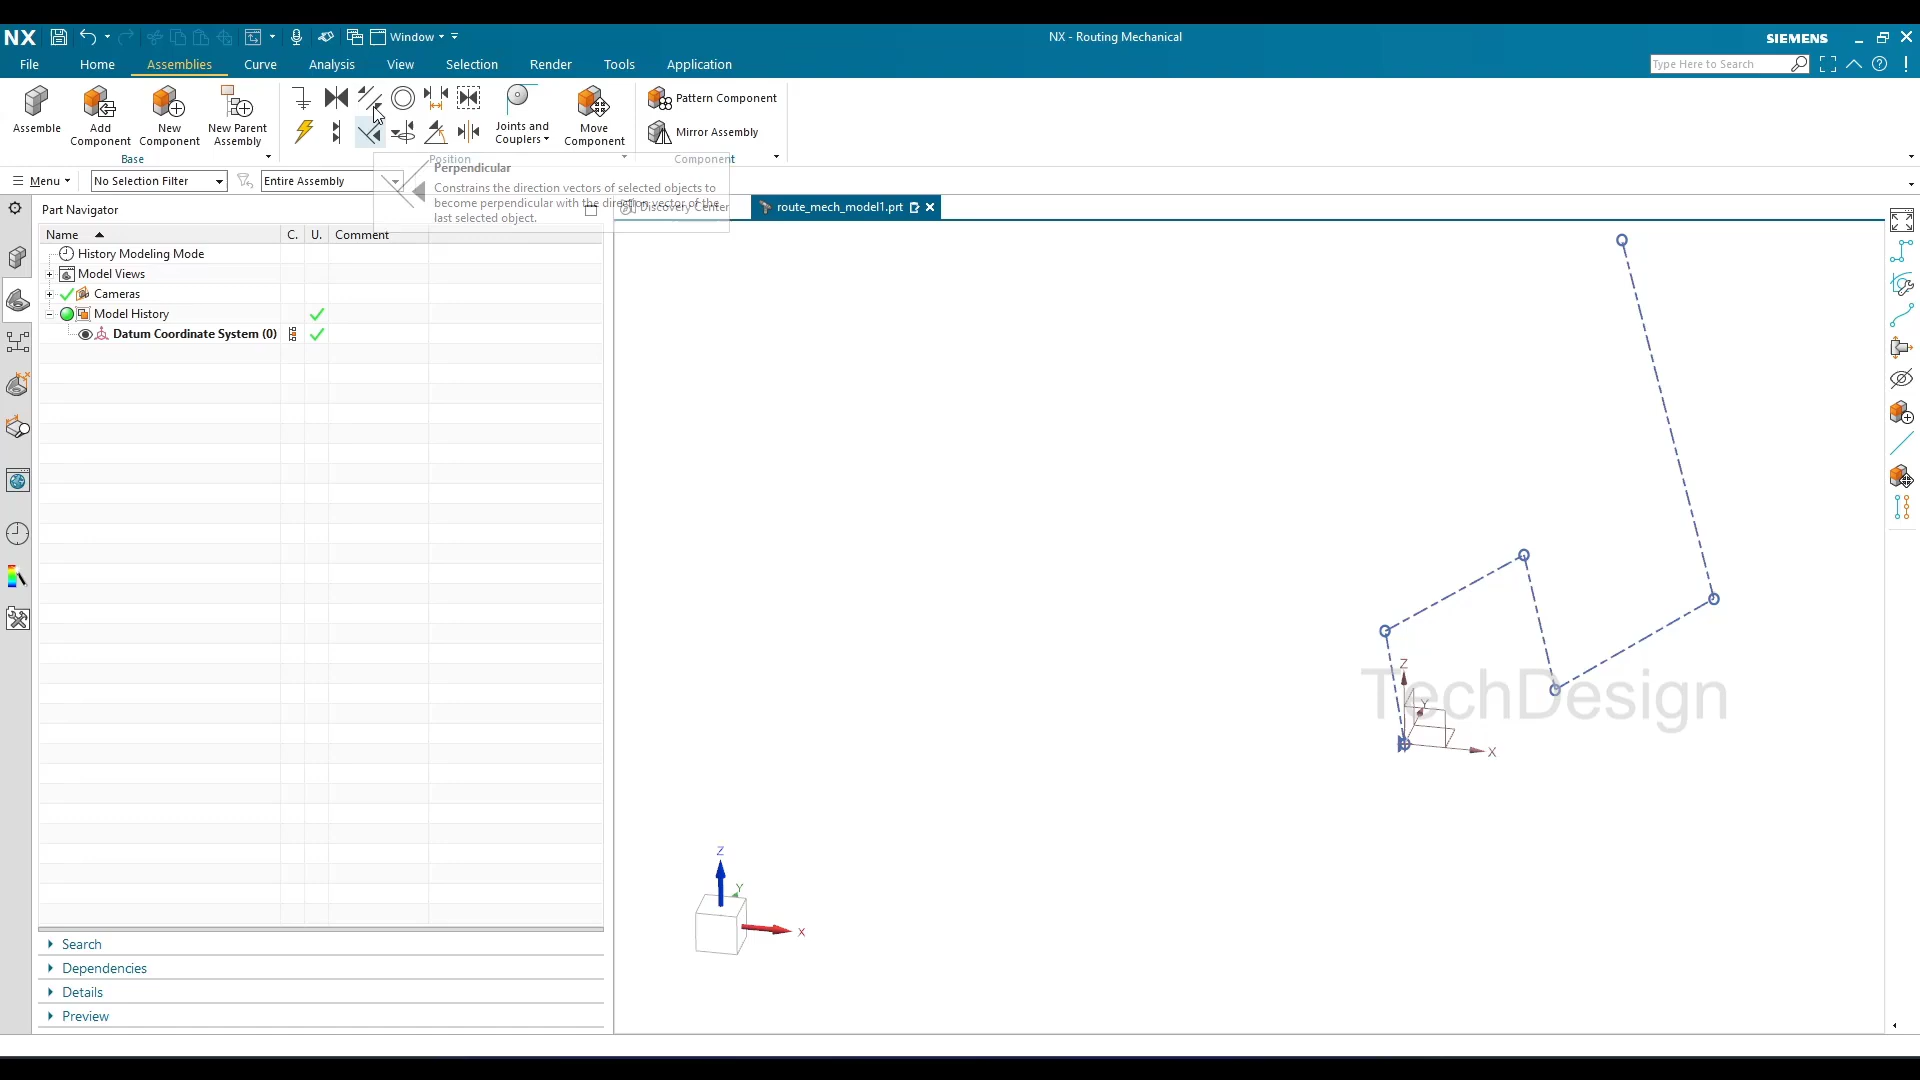 NX Window NX - Routing Mechanical SIEMENS
File Home Assemblies Curve Analysis View Selection Render Tools Application Type Here to Search
Assemble
Add
Component
New
Component
New Parent
Assembly
Joints and
Couplers
Move
Component
Pattern Component
Mirror Assembly
Base Position Component
Menu No Selection Filter Entire Assembly
Perpendicular
Constrains the direction vectors of selected objects to
become perpendicular with the direction vector of the
last selected object.
Part Navigator Discovery Center route_mech_model1.prt
Name C. U. Comment
History Modeling Mode
Model Views
Cameras
Model History
Datum Coordinate System (0)
Z
Y
X
TechDesign
Z
Y
X
Search
Dependencies
Details
Preview